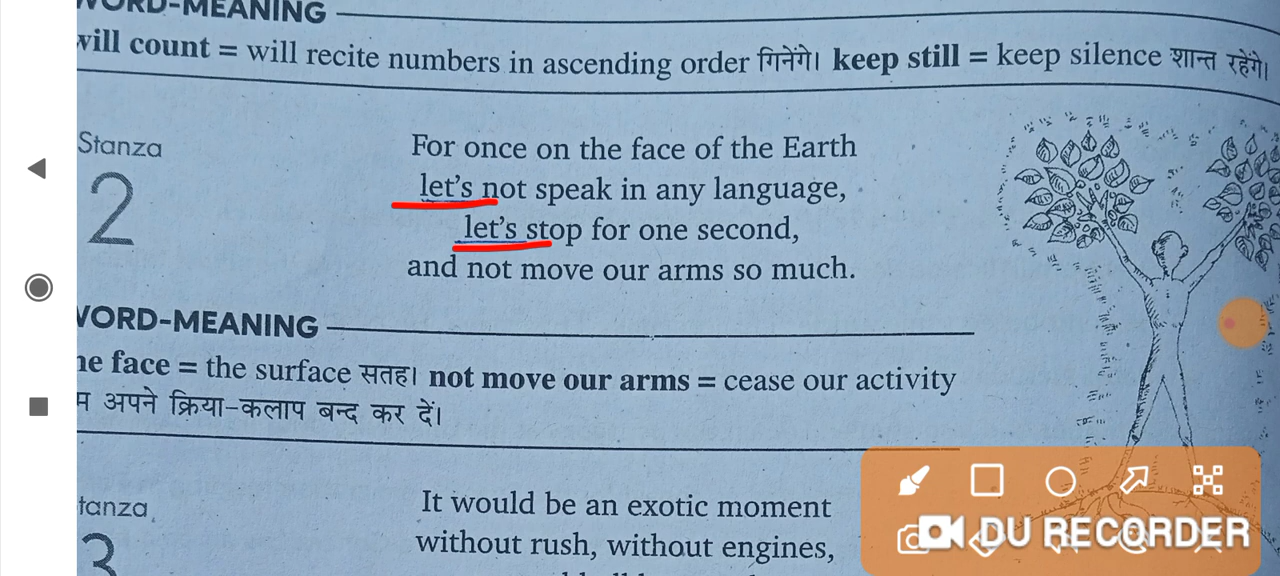 WORD-MEANING
will count = will recite numbers in ascending order गिनेंगे। keep still = keep silence शान्त रहेंगे।
Stanza
2
For once on the face of the Earth
let's not speak in any language,
let's stop for one second,
and not move our arms so much.
WORD-MEANING
he face = the surface सतह। not move our arms = cease our activity
म अपने क्रिया-कलाप बन्द कर दें।
tanza
3
It would be an exotic moment
without rush, without engines,
DU RECORDER